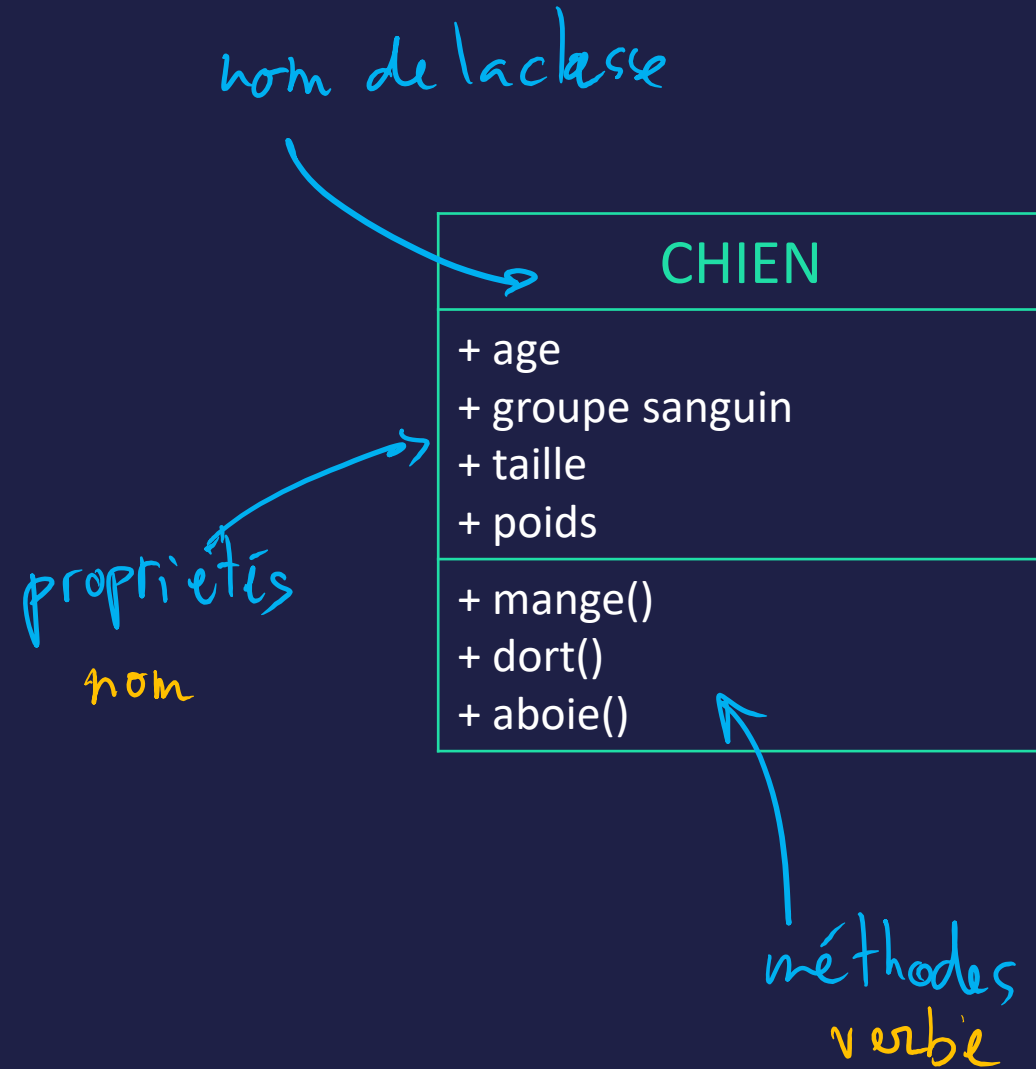 nom de la classe
CHIEN
+ age
+ groupe sanguin
+ taille
+ poids
propriétés
nom
+ mange()
+ dort()
+ aboie()
méthodes
verbe